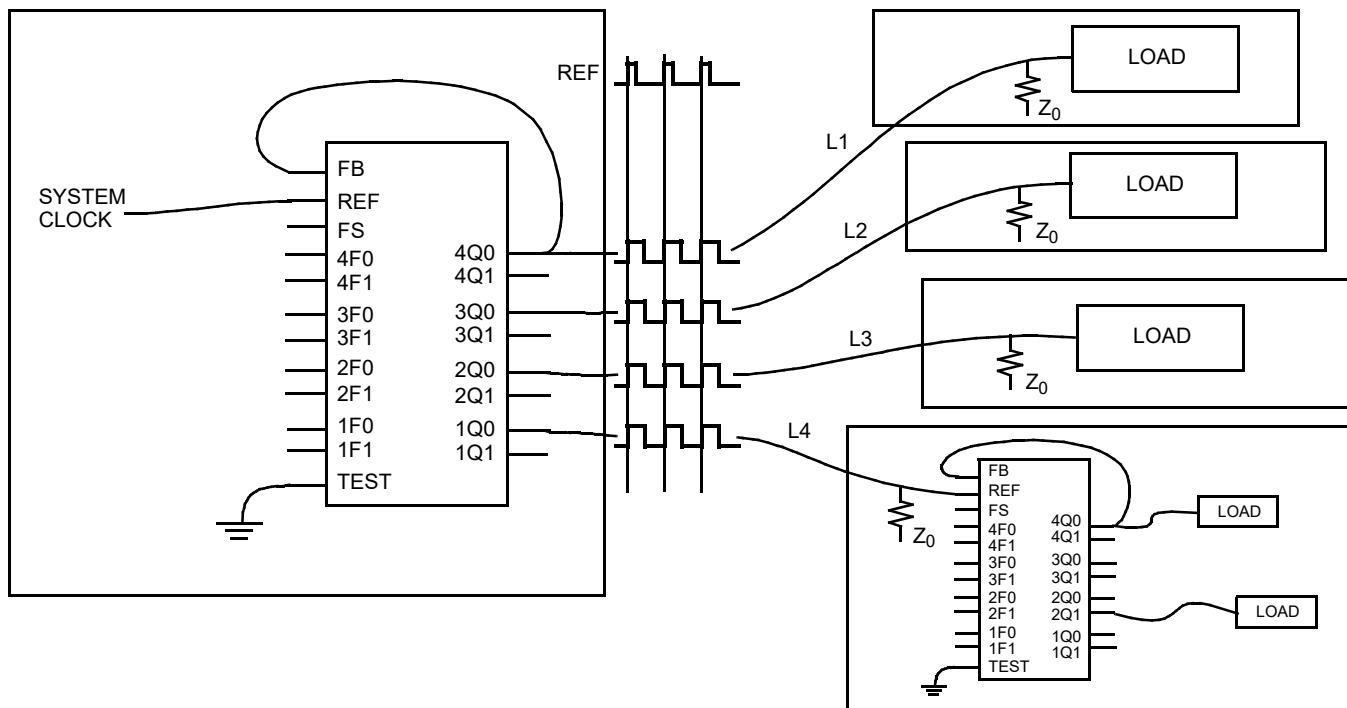 SYSTEM
CLOCK
FB
REF
FS
4F0
4F1
3F0
3F1
2F0
2F1
1F0
1F1
TEST
4Q0
4Q1
3Q0
3Q1
2Q0
2Q1
1Q0
1Q1
REF
L1
L2
L3
L4
LOAD
Z0
LOAD
Z0
LOAD
Z0
Z0
FB
REF
FS
4F0
4F1
3F0
3F1
2F0
2F1
1F0
1F1
TEST
4Q0
4Q1
3Q0
3Q1
2Q0
2Q1
1Q0
1Q1
LOAD
LOAD